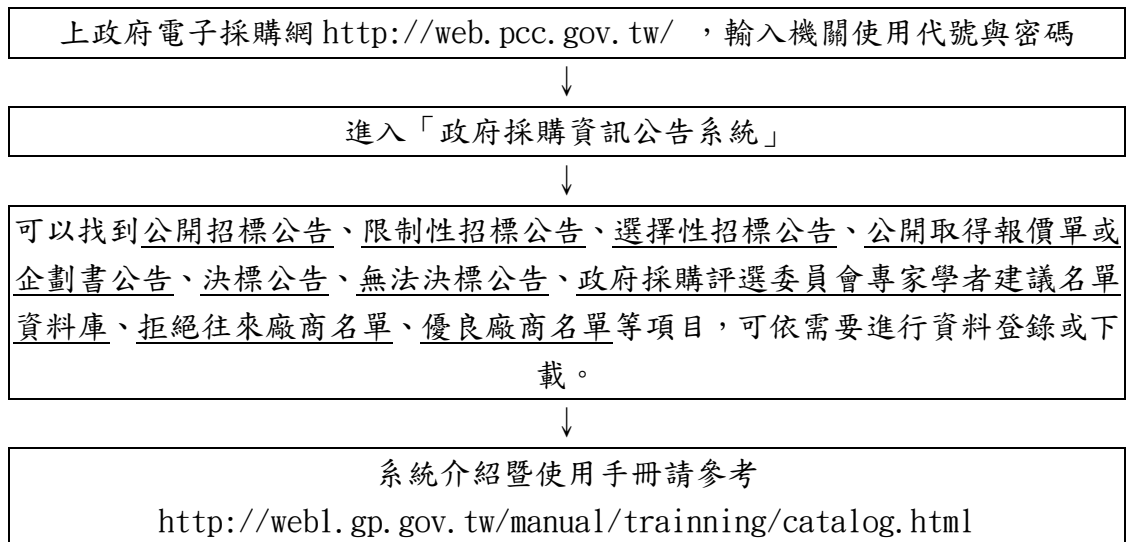 上政府電子採購網 http://web.pcc.gov.tw/ ，輸入機關使用代號與密碼
↓
進入「政府採購資訊公告系統」
↓
可以找到公開招標公告、限制性招標公告、選擇性招標公告、公開取得報價單或
企劃書公告、決標公告、無法決標公告、政府採購評選委員會專家學者建議名單
資料庫、拒絕往來廠商名單、優良廠商名單等項目，可依需要進行資料登錄或下
載。
↓
系統介紹暨使用手冊請參考
http://web1.gp.gov.tw/manual/trainning/catalog.html